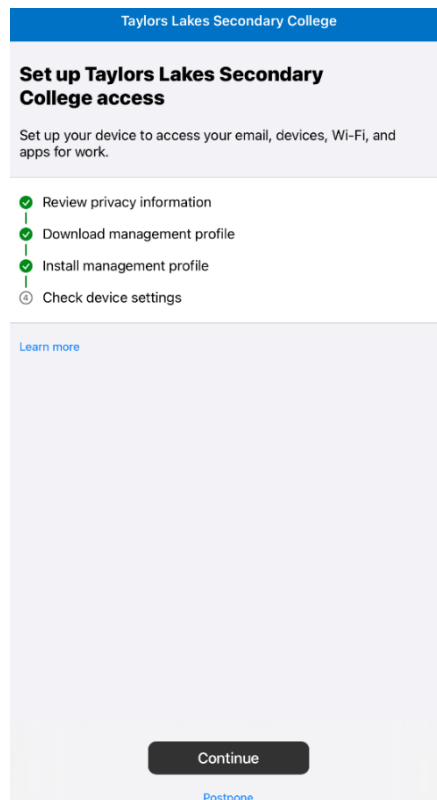 Taylors Lakes Secondary College
Set up Taylors Lakes Secondary
College access
Set up your device to access your email, devices, Wi-Fi, and
apps for work.
Review privacy information
Download management profile
Install management profile
4 Check device settings
Learn more
Continue
Postpone